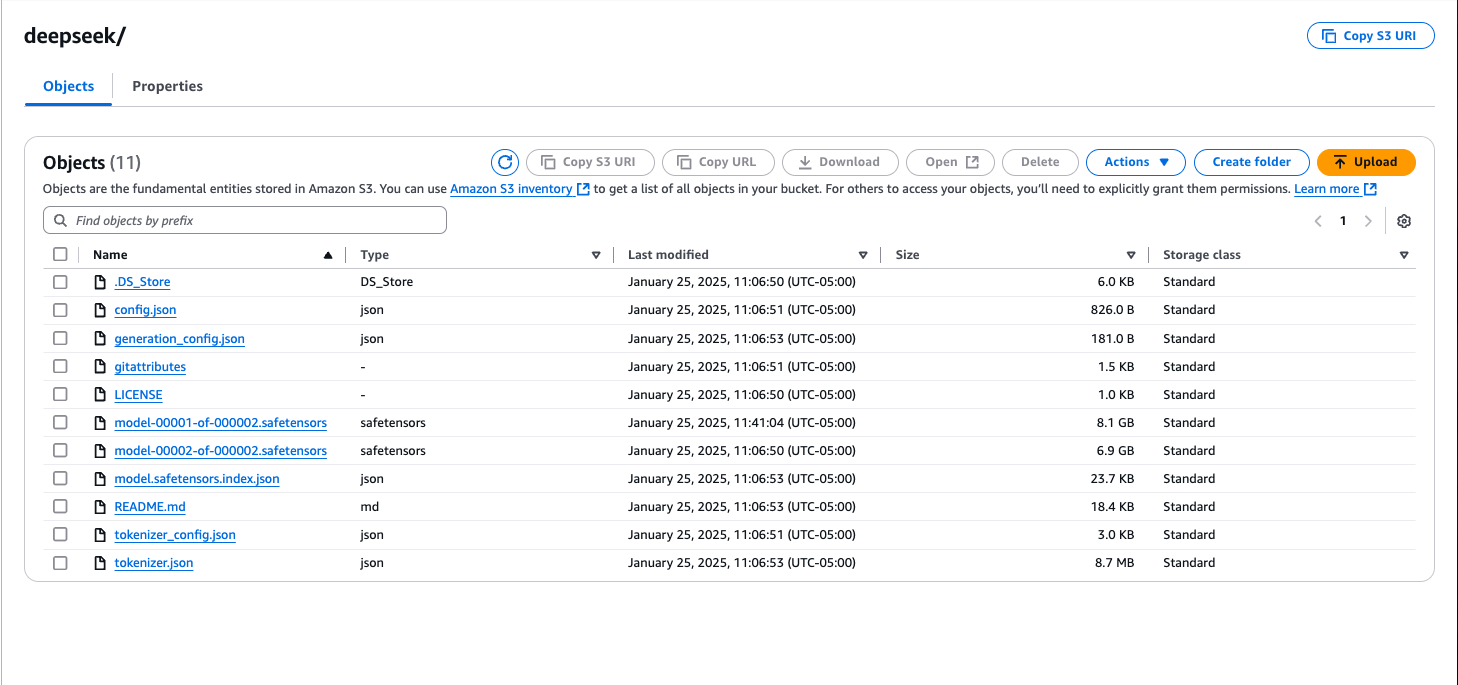 deepseek/
Copy S3 URI
Objects Properties
Objects (11)
Copy S3 URI Copy URL Download Open Delete Actions Create folder Upload
Objects are the fundamental entities stored in Amazon S3. You can use Amazon S3 inventory to get a list of all objects in your bucket. For others to access your objects, you’ll need to explicitly grant them permissions. Learn more
Find objects by prefix
1
Name Type Last modified Size Storage class
.DS_Store DS_Store January 25, 2025, 11:06:50 (UTC-05:00) 6.0 KB Standard
config.json json January 25, 2025, 11:06:51 (UTC-05:00) 826.0 B Standard
generation_config.json json January 25, 2025, 11:06:53 (UTC-05:00) 181.0 B Standard
gitattributes - January 25, 2025, 11:06:51 (UTC-05:00) 1.5 KB Standard
LICENSE - January 25, 2025, 11:06:50 (UTC-05:00) 1.0 KB Standard
model-00001-of-000002.safetensors safetensors January 25, 2025, 11:41:04 (UTC-05:00) 8.1 GB Standard
model-00002-of-000002.safetensors safetensors January 25, 2025, 11:06:50 (UTC-05:00) 6.9 GB Standard
model.safetensors.index.json json January 25, 2025, 11:06:53 (UTC-05:00) 23.7 KB Standard
README.md md January 25, 2025, 11:06:53 (UTC-05:00) 18.4 KB Standard
tokenizer_config.json json January 25, 2025, 11:06:51 (UTC-05:00) 3.0 KB Standard
tokenizer.json json January 25, 2025, 11:06:53 (UTC-05:00) 8.7 MB Standard